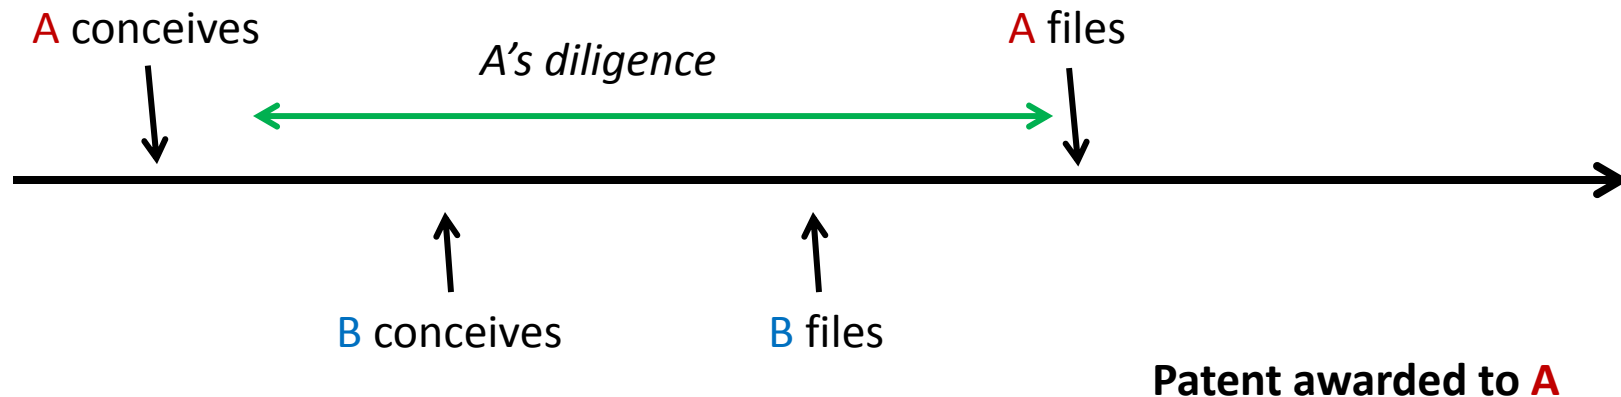 A conceives
A files
A’s diligence
B conceives
B files
Patent awarded to A